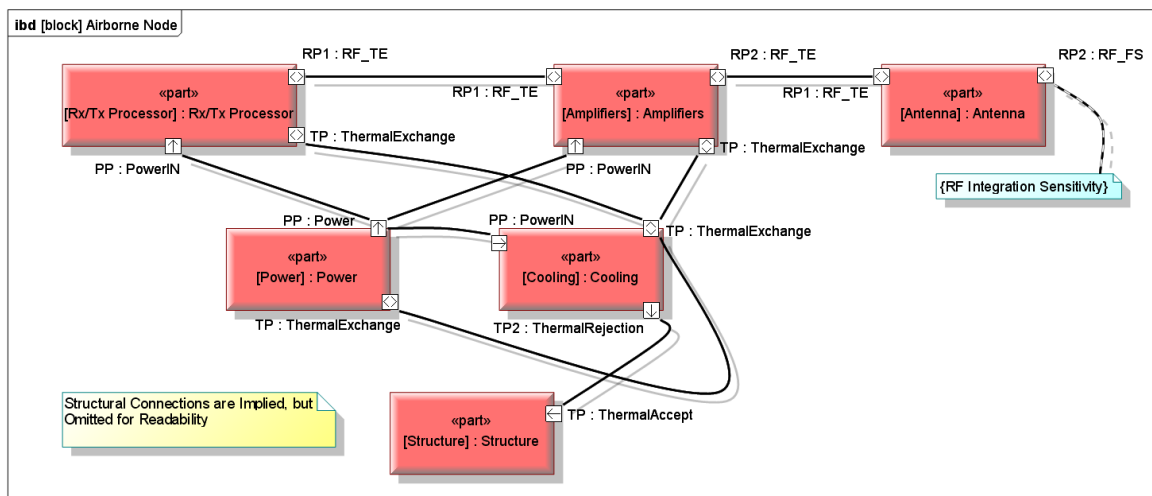 ibd [block] Airborne Node
RP1 : RF_TE
RP2 : RF_TE
RP2 : RF_FS
«part»
[Rx/Tx Processor] : Rx/Tx Processor
RP1 : RF_TE
«part»
[Amplifiers] : Amplifiers
RP1 : RF_TE
«part»
[Antenna] : Antenna
TP : ThermalExchange
TP : ThermalExchange
PP : PowerIN
PP : PowerIN
{RF Integration Sensitivity}
PP : Power
PP : PowerIN
TP : ThermalExchange
«part»
[Power] : Power
«part»
[Cooling] : Cooling
TP : ThermalExchange
TP2 : ThermalRejection
Structural Connections are Implied, but
Omitted for Readability
«part»
[Structure] : Structure
TP : ThermalAccept